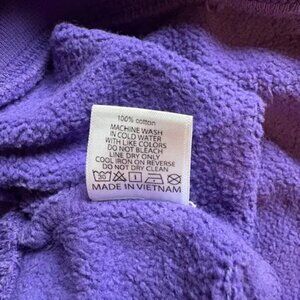 100% cotton
MACHINE WASH
IN COLD WATER
WITH LIKE COLORS
DO NOT BLEACH
LINE DRY ONLY
COOL IRON ON REVERSE
DO NOT DRY CLEAN
30
MADE IN VIETNAM